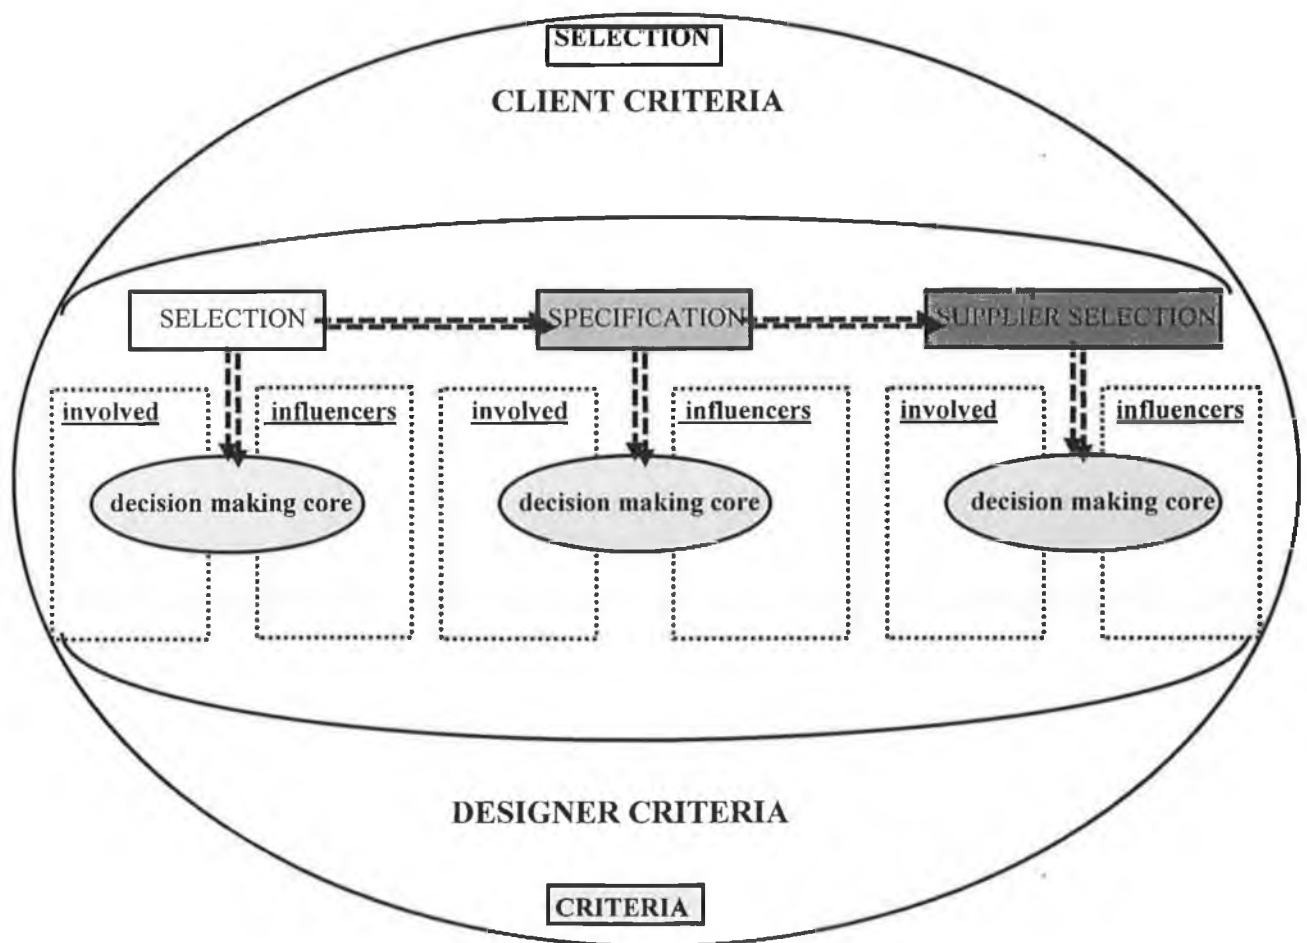 SELECTION
CLIENT CRITERIA
SELECTION
SPECIFICATION
SUPPLIER SELECTION
involved
influencers
involved
influencers
involved
influencers
decision making core
decision making core
decision making core
DESIGNER CRITERIA
CRITERIA